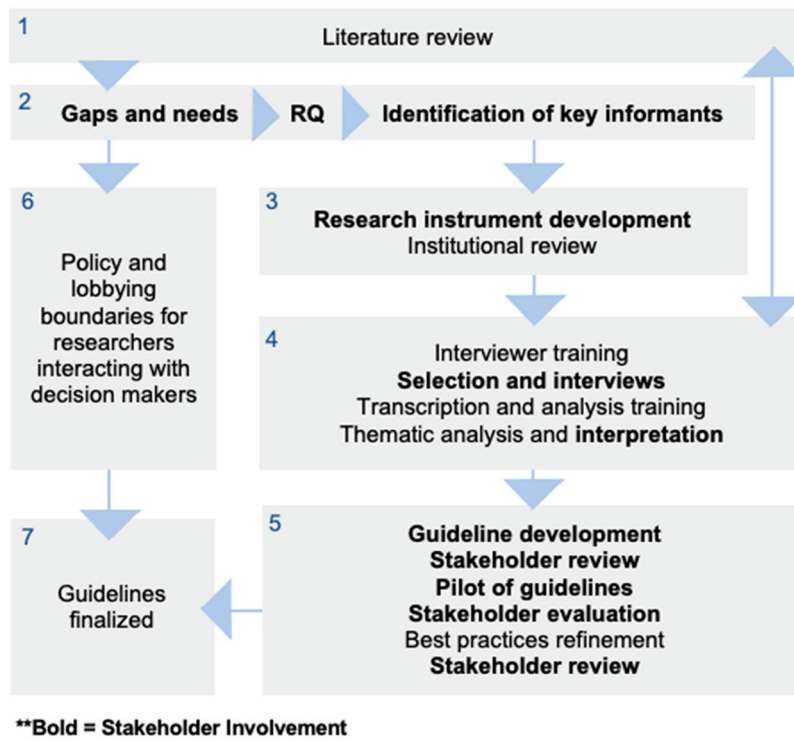 1
Literature review
2
Gaps and needs RQ Identification of key informants
6
Policy and
lobbying
boundaries for
researchers
interacting with
decision makers
3
Research instrument development
Institutional review
4
Interviewer training
Selection and interviews
Transcription and analysis training
Thematic analysis and interpretation
5
Guideline development
Stakeholder review
Pilot of guidelines
Stakeholder evaluation
Best practices refinement
Stakeholder review
7
Guidelines
finalized
**Bold = Stakeholder Involvement